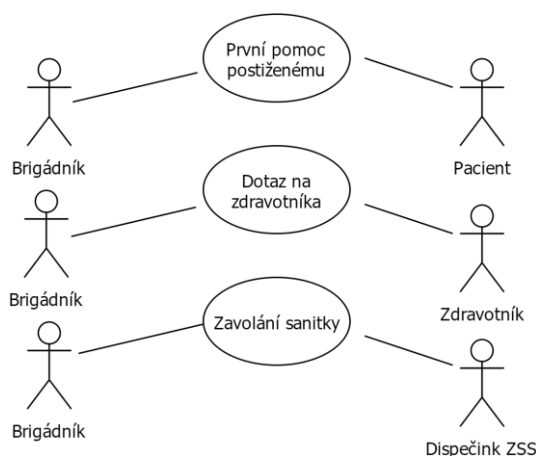 První pomoc
postiženému
Brigádník
Pacient
Dotaz na
zdravotníka
Brigádník
Zdravotník
Zavolání sanitky
Brigádník
Dispečink ZSS